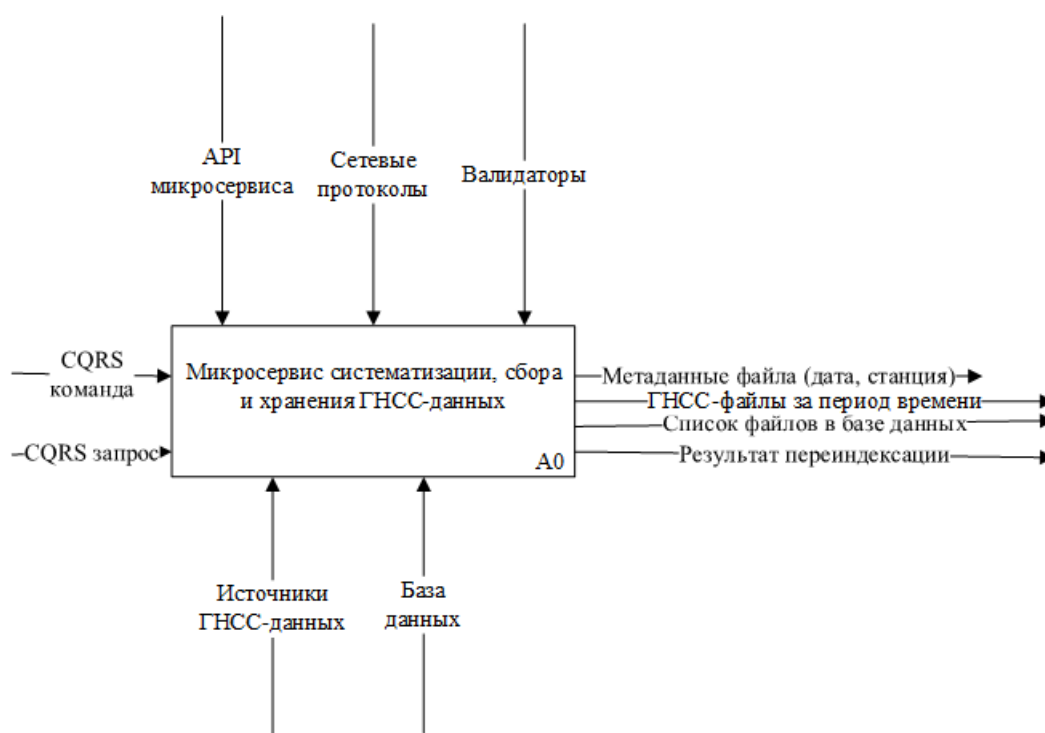 API
микросервиса
Сетевые
протоколы
Валидаторы
CQRS
команда
CQRS запрос
Микросервис систематизации, сбора
и хранения ГНСС-данных
A0
Метаданные файла (дата, станция)
ГНСС-файлы за период времени
Список файлов в базе данных
Результат переиндексации
Источники
ГНСС-данных
База
данных